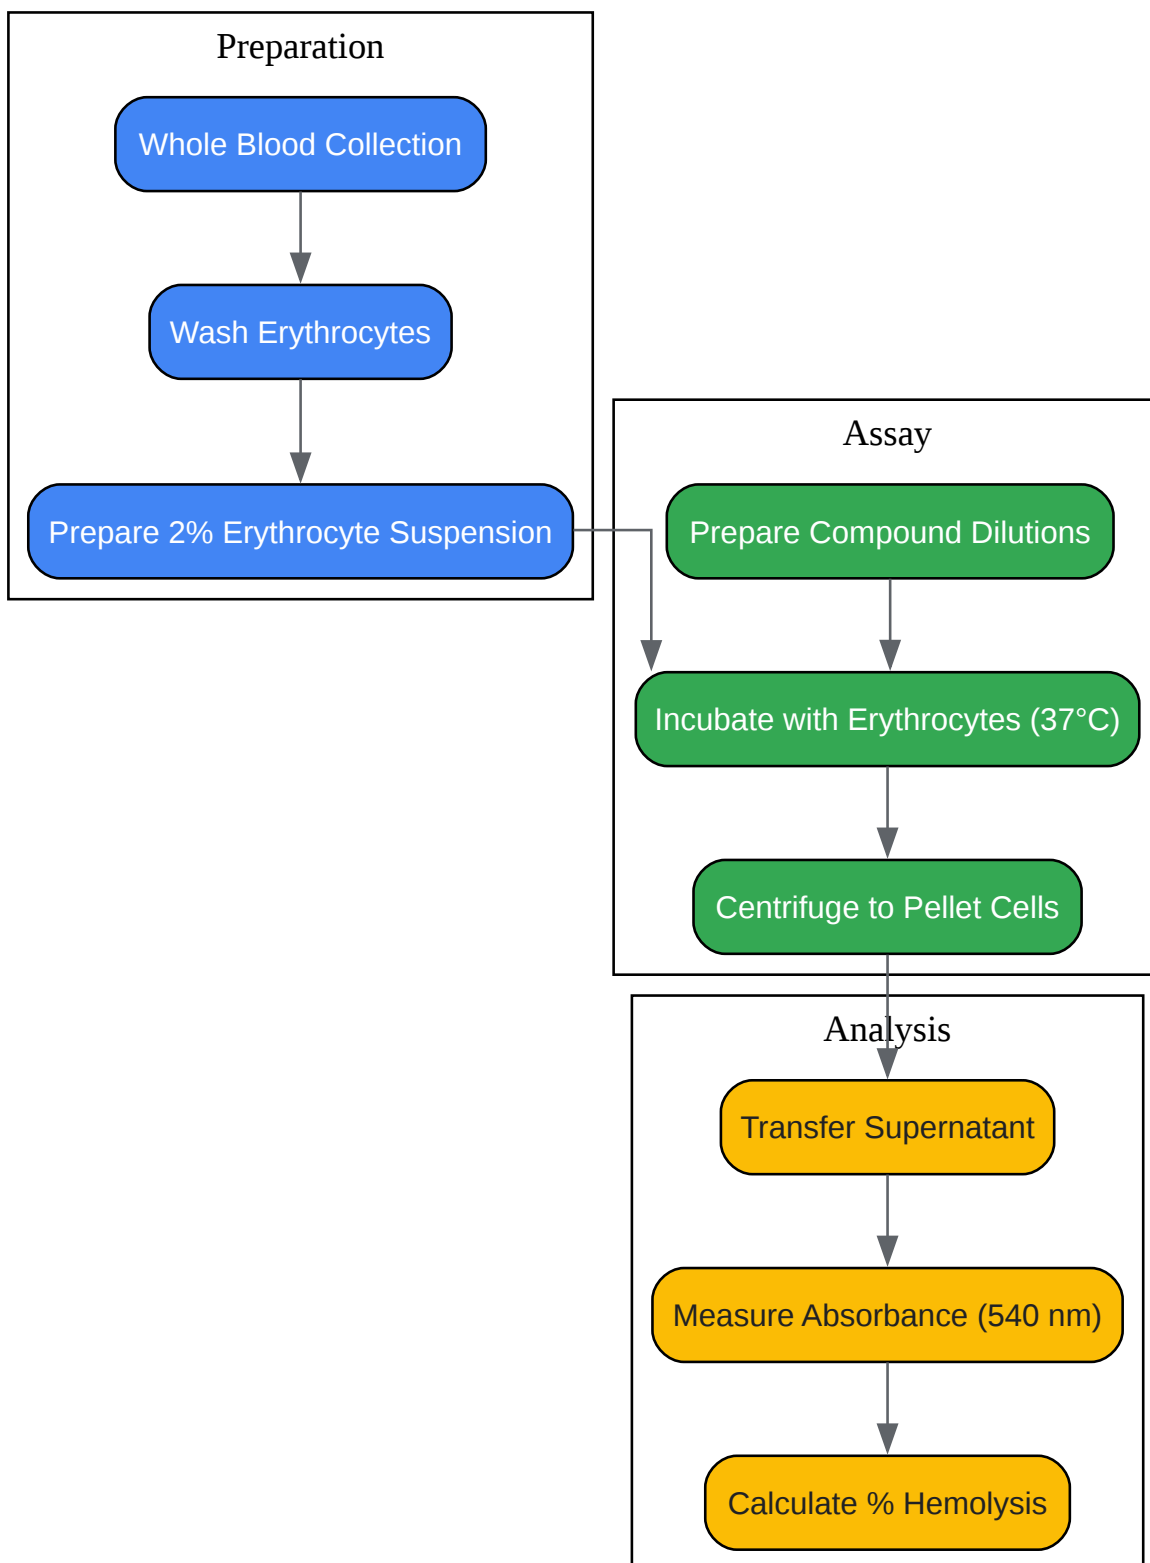 Preparation
Whole Blood Collection
Wash Erythrocytes
Prepare 2% Erythrocyte Suspension
Assay
Prepare Compound Dilutions
Incubate with Erythrocytes (37°C)
Centrifuge to Pellet Cells
Analysis
Transfer Supernatant
Measure Absorbance (540 nm)
Calculate % Hemolysis